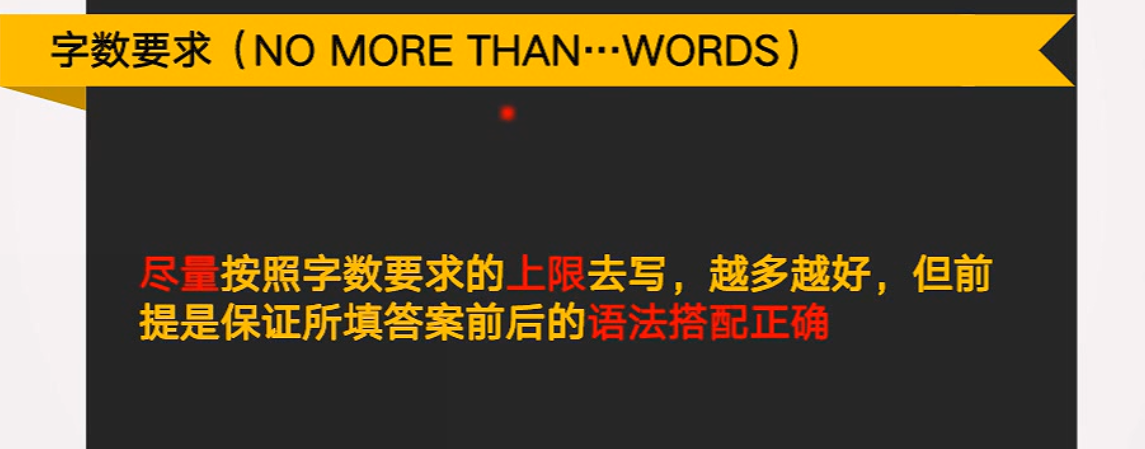 字数要求（NO MORE THAN…WORDS）
尽量按照字数要求的上限去写，越多越好，但前
提是保证所填答案前后的语法搭配正确